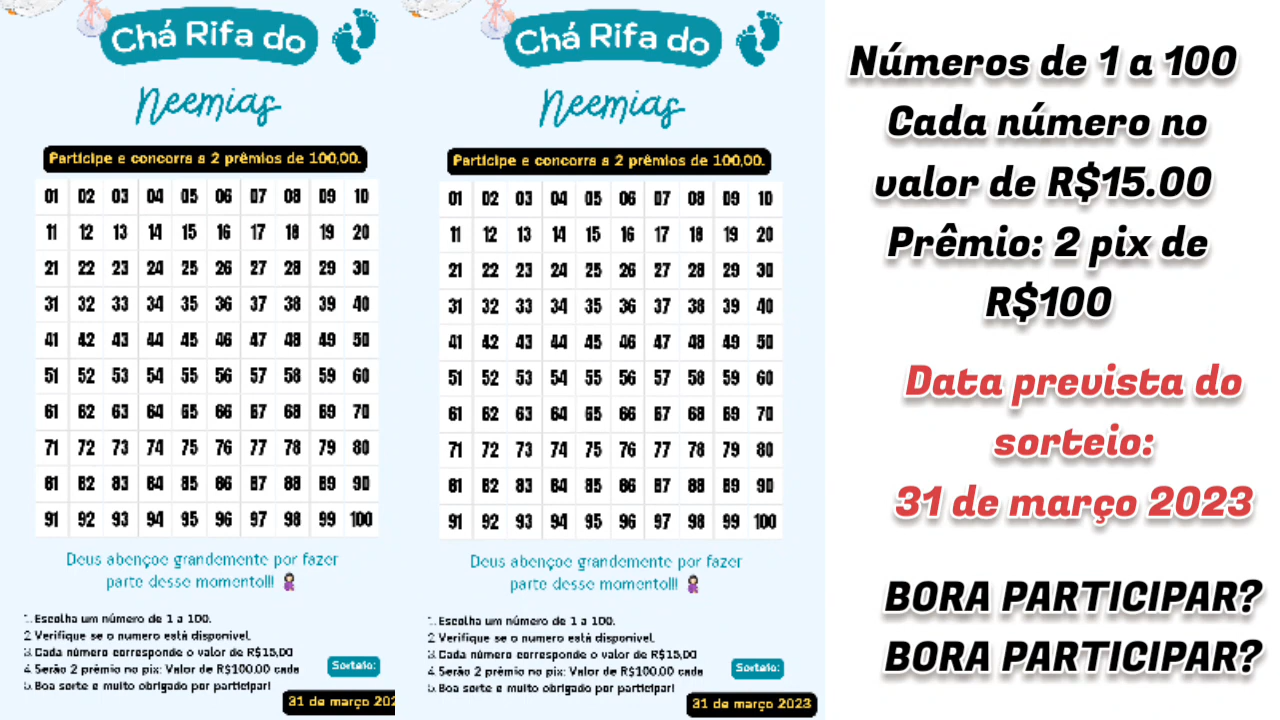 Chá Rifa do
Neemias
Participe e concorra a 2 prêmios de 100,00.
01 02 03 04 05 06 07 08 09 10
11 12 13 14 15 16 17 18 19 20
21 22 23 24 25 26 27 28 29 30
31 32 33 34 35 36 37 38 39 40
41 42 43 44 45 46 47 48 49 50
51 52 53 54 55 56 57 58 59 60
61 62 63 64 65 66 67 68 69 70
71 72 73 74 75 76 77 78 79 80
81 82 83 84 85 86 87 88 89 90
91 92 93 94 95 96 97 98 99 100
Deus abençoe grandemente por fazer
parte desse momento!!!
1. Escolha um número de 1 a 100.
2. Verifique se o numero está disponivel.
3. Cada número corresponde o valor de R$15,00
4. Serão 2 prêmio no pix: Valor de R$100,00 cada
5. Boa sorte e muito obrigado por participar!
Sorteio:
31 de março 202
Chá Rifa do
Neemias
Participe e concorra a 2 prêmios de 100,00.
01 02 03 04 05 06 07 08 09 10
11 12 13 14 15 16 17 18 19 20
21 22 23 24 25 26 27 28 29 30
31 32 33 34 35 36 37 38 39 40
41 42 43 44 45 46 47 48 49 50
51 52 53 54 55 56 57 58 59 60
61 62 63 64 65 66 67 68 69 70
71 72 73 74 75 76 77 78 79 80
81 82 83 84 85 86 87 88 89 90
91 92 93 94 95 96 97 98 99 100
Deus abençoe grandemente por fazer
parte desse momento!!!
1. Escolha um número de 1 a 100.
2. Verifique se o numero está disponivel.
3. Cada número corresponde o valor de R$15,00
4. Serão 2 prêmio no pix: Valor de R$100,00 cada
5. Boa sorte e muito obrigado por participar!
Sorteio:
31 de março 2023
Números de 1 a 100
Cada número no
valor de R$15.00
Prêmio: 2 pix de
R$100
Data prevista do
sorteio:
31 de março 2023
BORA PARTICIPAR?
BORA PARTICIPAR?